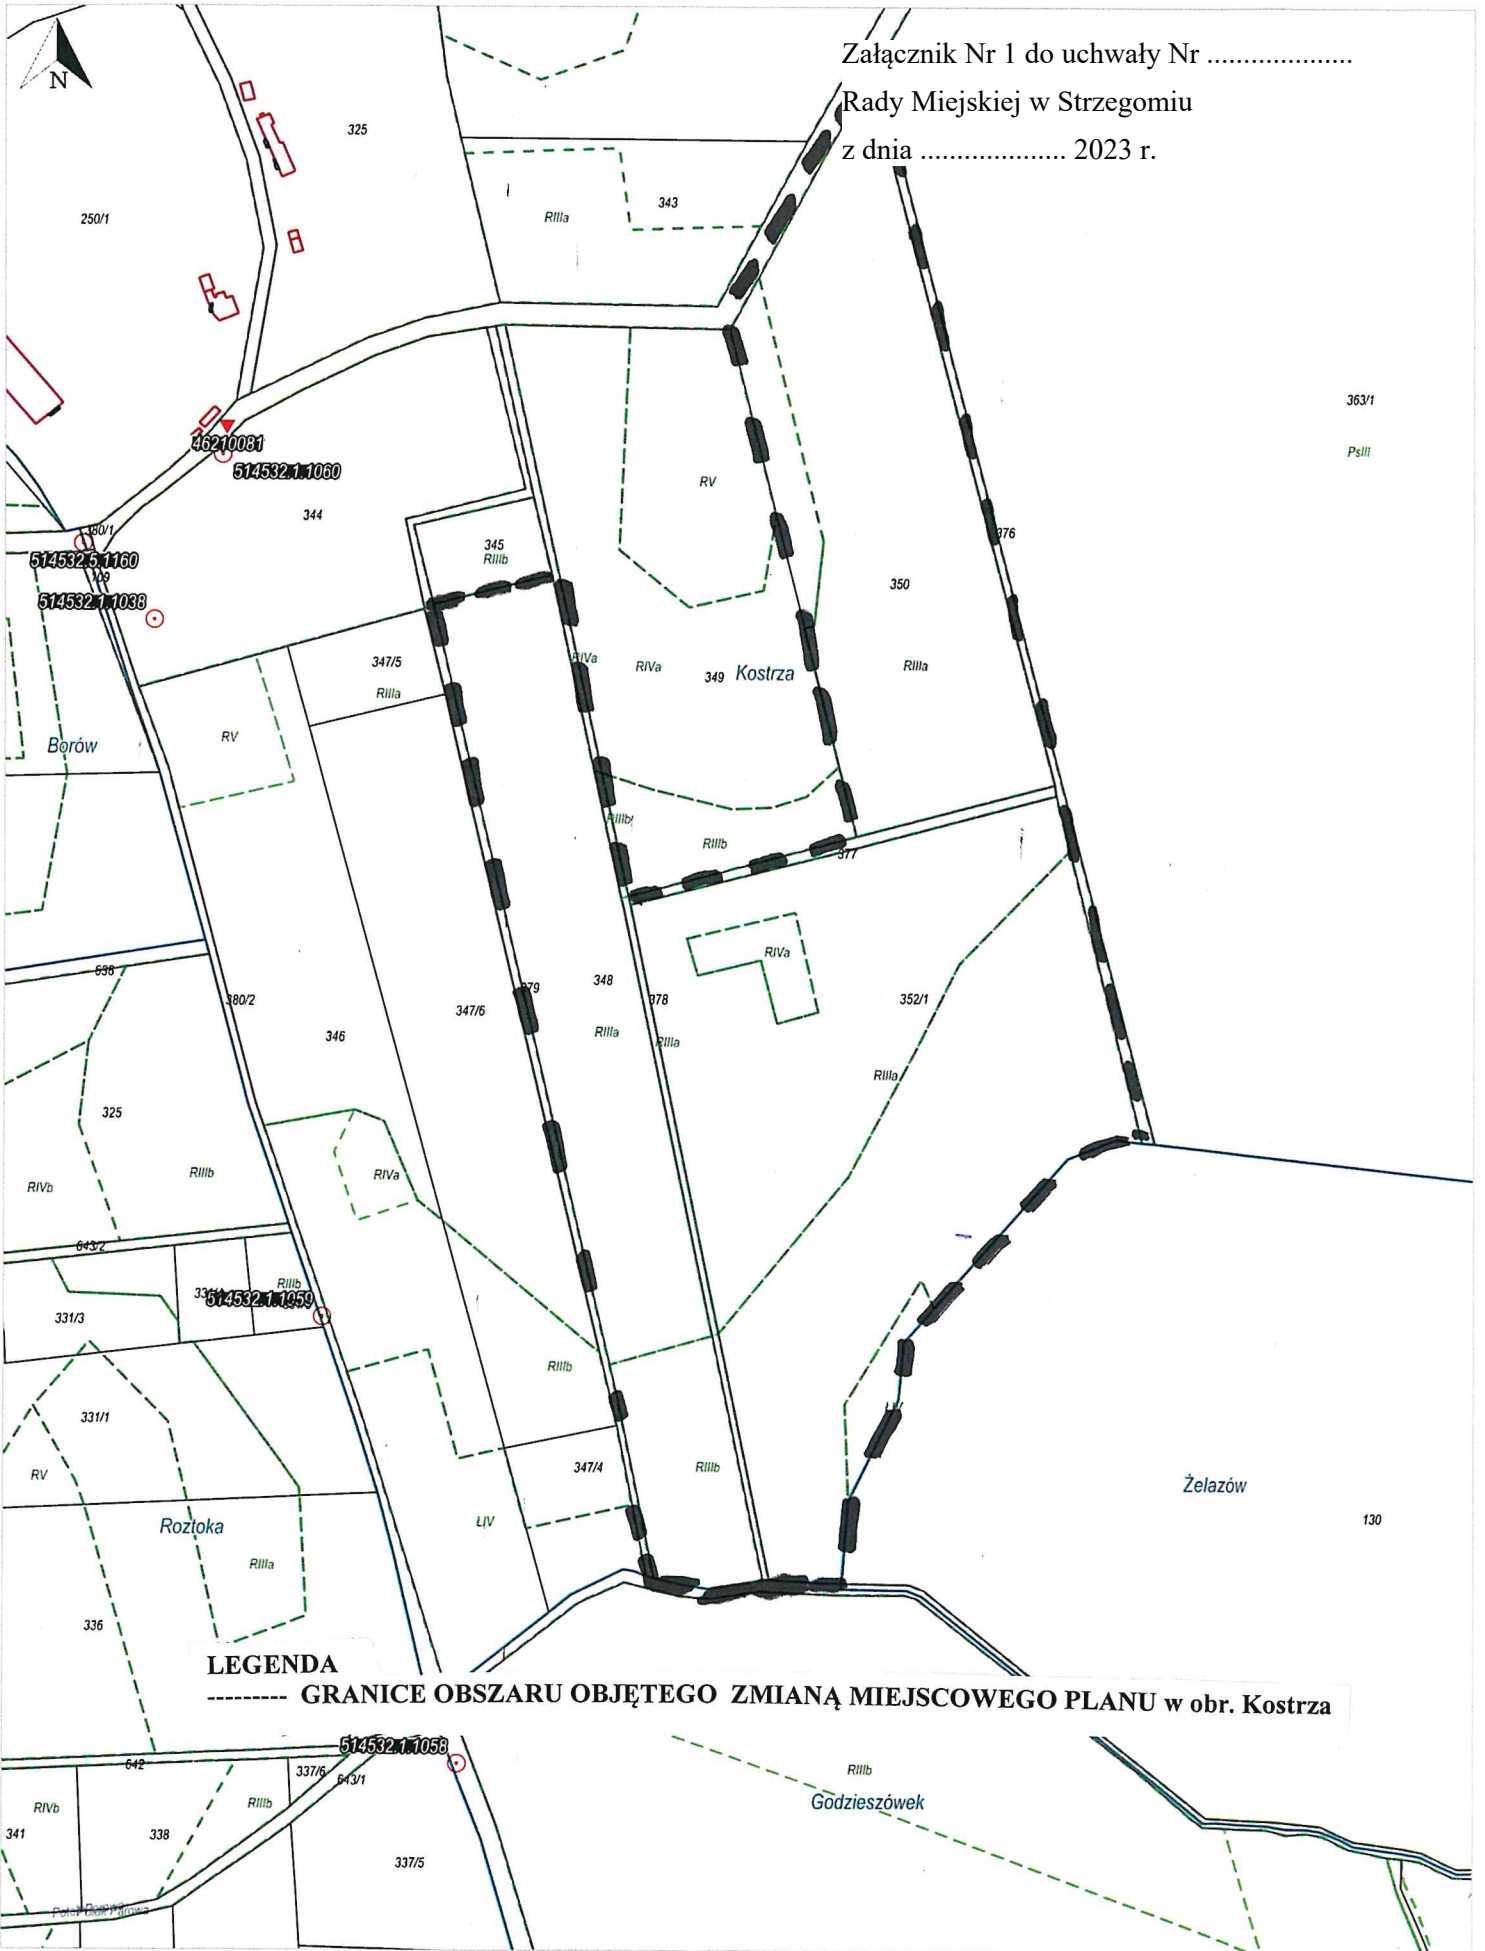 Załącznik Nr 1 do uchwały Nr ....................
Rady Miejskiej w Strzegomiu
z dnia .................... 2023 r.
N
325
250/1
343
RIIIa
363/1
PsIII
46210081
514532.1.1060
RV
344
380/1
376
345
RIIIb
514532.5.1160
109
350
514532.1.1038
347/5
RIIIa
RIVa
RIVa
349
Kostrza
RIIIa
RV
Borów
RIIIb
RIIIb
377
RIVa
638
380/2
379
348
378
352/1
346
347/6
RIIIa
RIIIa
RIIIa
325
RIIIb
RIVa
RIVb
643/2
RIIIb
514532.1.1059
331/3
RIIIb
ŁIV
331/1
RV
347/4
RIIIb
Żelazów
130
Roztoka
ŁIV
RIIIa
336
LEGENDA
--------- GRANICE OBSZARU OBJĘTEGO ZMIANĄ MIEJSCOWEGO PLANU w obr. Kostrza
514532.1.1058
642
337/6
643/1
RIIIb
RIVb
RIIIb
Godzieszówek
341
338
337/5